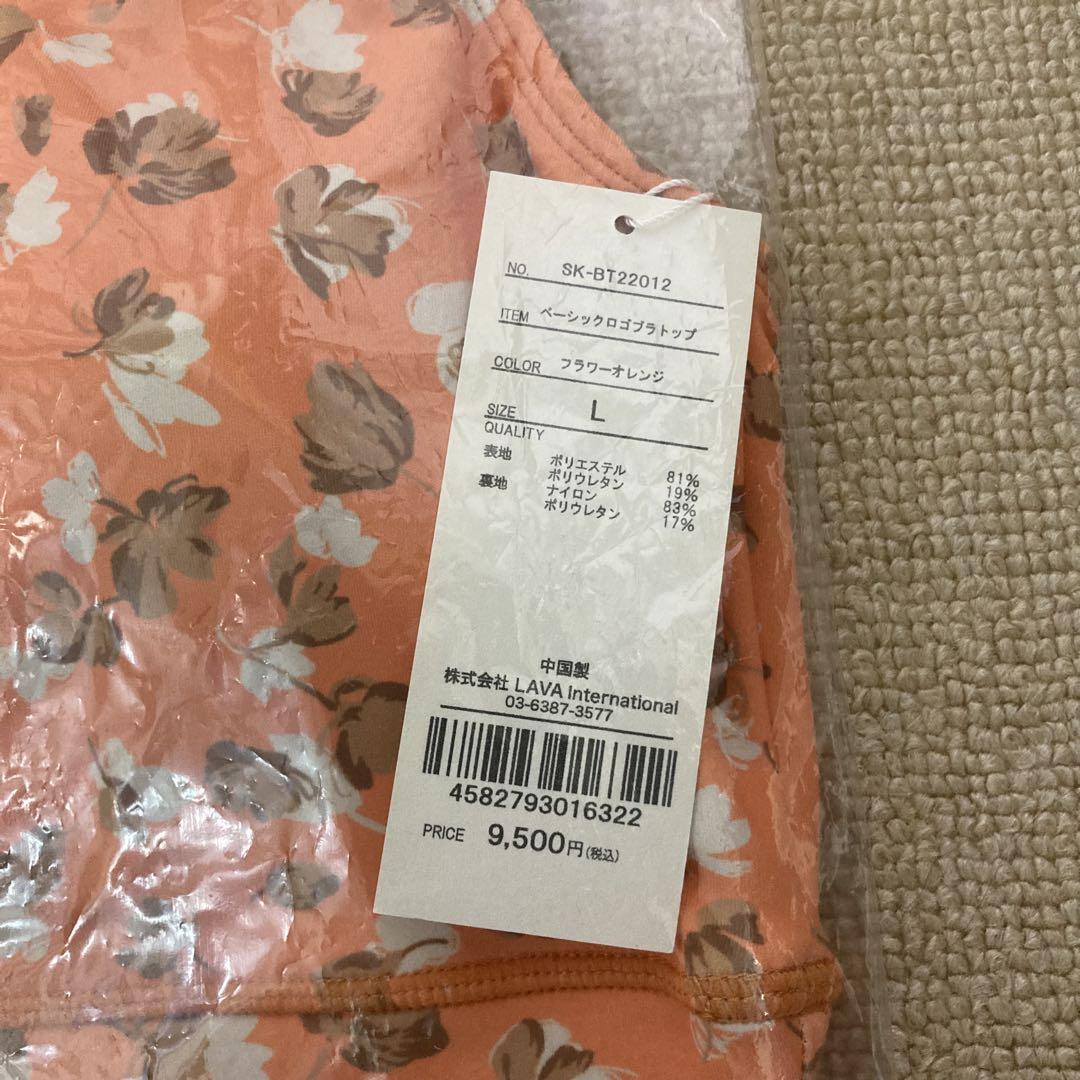 NO. SK-BT22012
ITEM ベーシックロゴブラトップ
COLOR フラワーオレンジ
SIZE L
QUALITY
表地 ポリエステル 81%
ポリウレタン 19%
裏地 ナイロン 83%
ポリウレタン 17%
中国製
株式会社 LAVA International
03-6387-3577
4582793016322
PRICE 9,500円(税込)